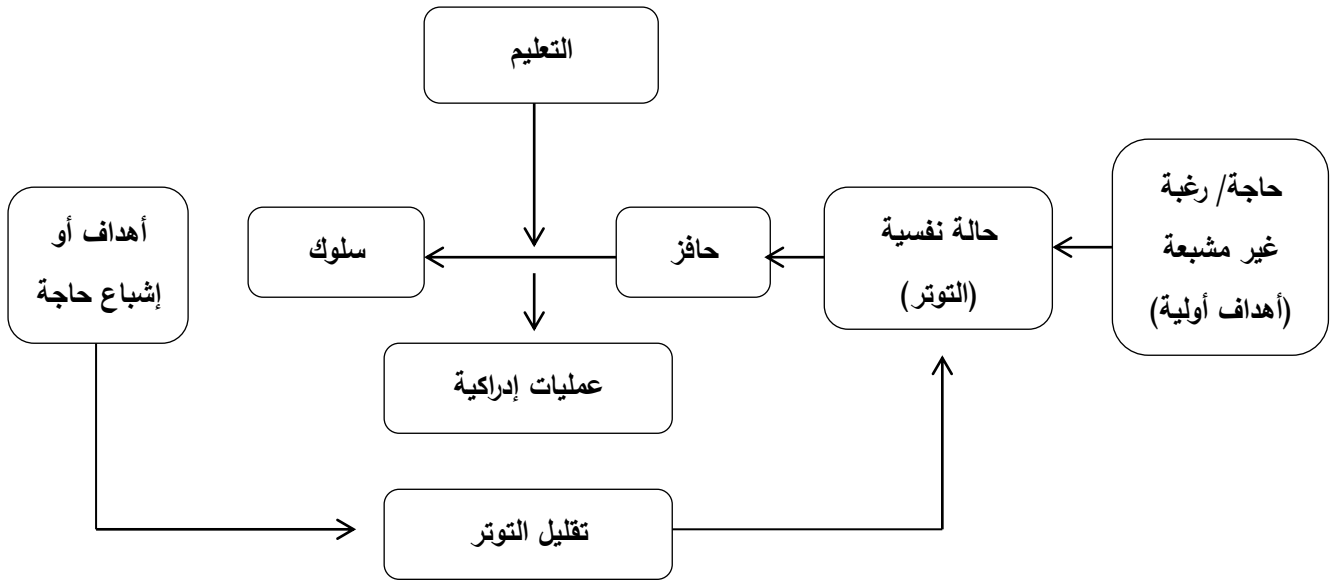 التعليم
حاجة/ رغبة
غير مشبعة
(أهداف أولية)
حالة نفسية
(التوتر)
حافز
سلوك
أهداف أو
إشباع حاجة
عمليات إدراكية
تقليل التوتر